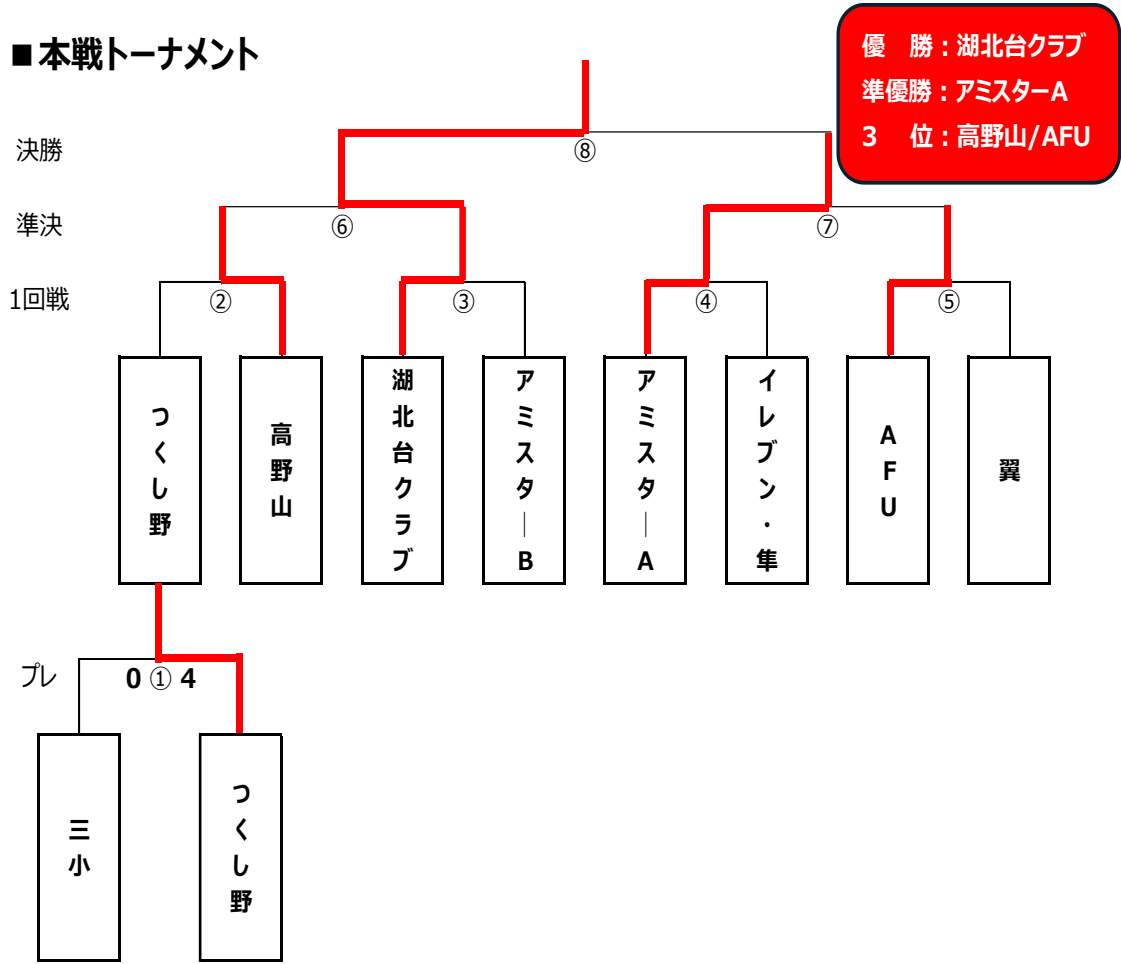 ■本戦トーナメント
優　勝：湖北台クラブ
準優勝：アミスターA
3　位：高野山/AFU
決勝
⑧
準決
⑥
⑦
1回戦
②
③
④
⑤
つくし野
高野山
湖北台クラブ
アミスターB
アミスターA
イレブン・隼
AFU
翼
プレ
0 ① 4
三小
つくし野